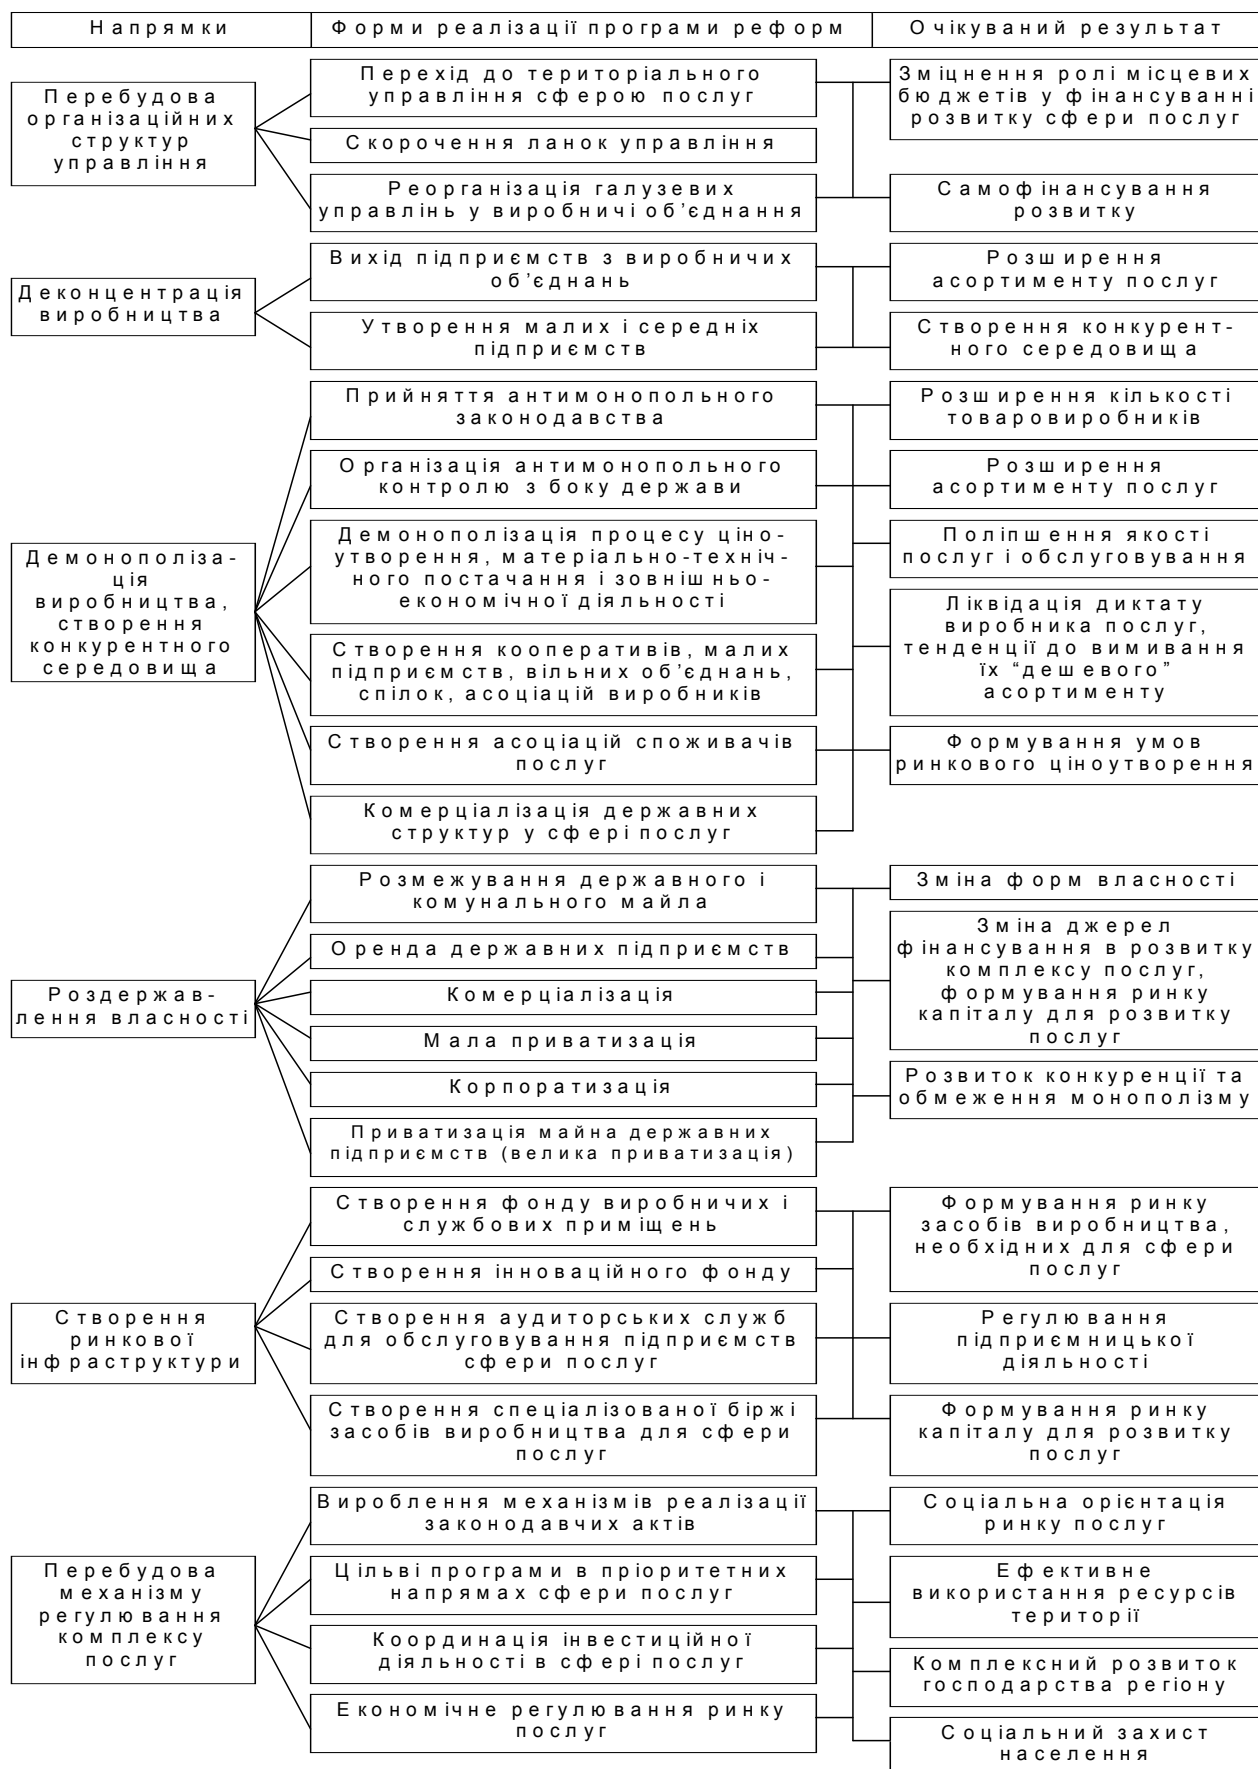 Напрямки
Форми реалізації програми реформ
Очікуваний результат
Перебудова
організаційних
структур
управління
Перехід до територіального
управління сферою послуг
Скорочення ланок управління
Реорганізація галузевих
управлінь у виробничі об’єднання
Зміцнення ролі місцевих
бюджетів у фінансуванні
розвитку сфери послуг
Самофінансування
розвитку
Деконцентрація
виробництва
Вихід підприємств з виробничих
об’єднань
Утворення малих і середніх
підприємств
Розширення
асортименту послуг
Створення конкурент-
ного середовища
Демонополіза-
ція
виробництва,
створення
конкурентного
середовища
Прийняття антимонопольного
законодавства
Організація антимонопольного
контролю з боку держави
Демонополізація процесу ціно-
утворення, матеріально-техніч-
ного постачання і зовнішньо-
економічної діяльності
Створення кооперативів, малих
підприємств, вільних об’єднань,
спілок, асоціацій виробників
Створення асоціацій споживачів
послуг
Комерціалізація державних
структур у сфері послуг
Розширення кількості
товаровиробників
Розширення
асортименту послуг
Поліпшення якості
послуг і обслуговування
Ліквідація диктату
виробника послуг,
тенденції до вимивання
їх “дешевого”
асортименту
Формування умов
ринкового ціноутворення
Роздержав-
лення власності
Розмежування державного і
комунального майла
Оренда державних підприємств
Комерціалізація
Мала приватизація
Корпоратизація
Приватизація майна державних
підприємств (велика приватизація)
Зміна форм власності
Зміна джерел
фінансування в розвитку
комплексу послуг,
формування ринку
капіталу для розвитку
послуг
Розвиток конкуренції та
обмеження монополізму
Створення
ринкової
інфраструктури
Створення фонду виробничих і
службових приміщень
Створення інноваційного фонду
Створення аудиторських служб
для обслуговування підприємств
сфери послуг
Створення спеціалізованої біржі
засобів виробництва для сфери
послуг
Формування ринку
засобів виробництва,
необхідних для сфери
послуг
Регулювання
підприємницької
діяльності
Формування ринку
капіталу для розвитку
послуг
Перебудова
механізму
регулювання
комплексу
послуг
Вироблення механізмів реалізації
законодавчих актів
Цільві програми в пріоритетних
напрямах сфери послуг
Координація інвестиційної
діяльності в сфері послуг
Економічне регулювання ринку
послуг
Соціальна орієнтація
ринку послуг
Ефективне
використання ресурсів
території
Комплексний розвиток
господарства регіону
Соціальний захист
населення